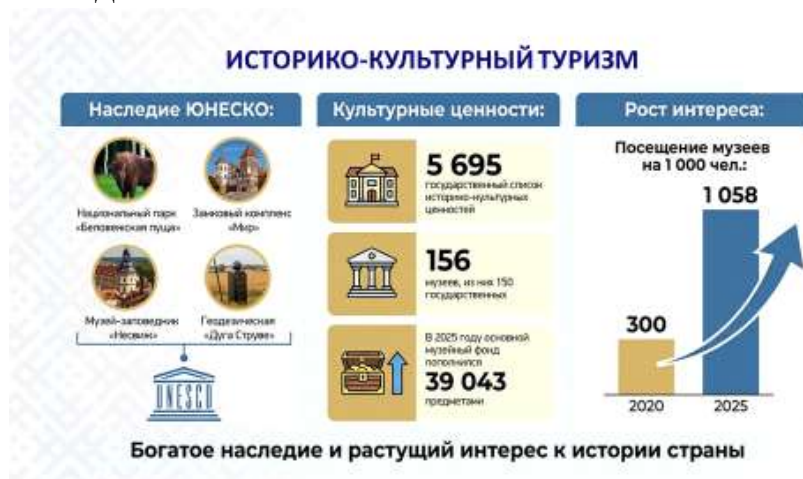 ИСТОРИКО-КУЛЬТУРНЫЙ ТУРИЗМ
Наследие ЮНЕСКО:
Национальный парк
«Беловежская пуща»
Замковый комплекс
«Мир»
Музей-заповедник
«Несвиж»
Геодезическая
«Дуга Струве»
UNESCO
Культурные ценности:
5 695
государственный список
историко-культурных
ценностей
156
музеев, из них 150
государственных
В 2025 году основной
музейный фонд
пополнился
39 043
предметами
Рост интереса:
Посещение музеев
на 1 000 чел.:
1 058
300
2020
2025
Богатое наследие и растущий интерес к истории страны